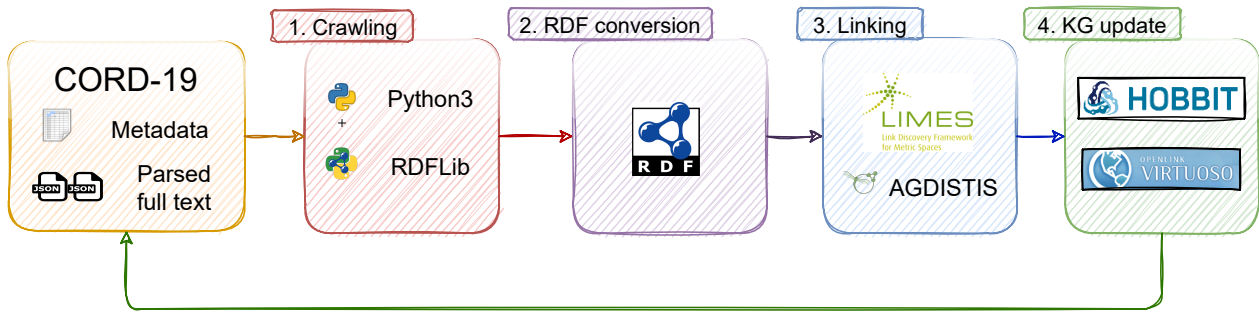 1. Crawling
2. RDF conversion
3. Linking
4. KG update
CORD-19
Metadata
JSON JSON
Parsed
full text
Python3
+
RDFLib
RDF
LIMES
Link Discovery Framework
for Metric Spaces
AGDISTIS
HOBBIT
OPENLINK
VIRTUOSO